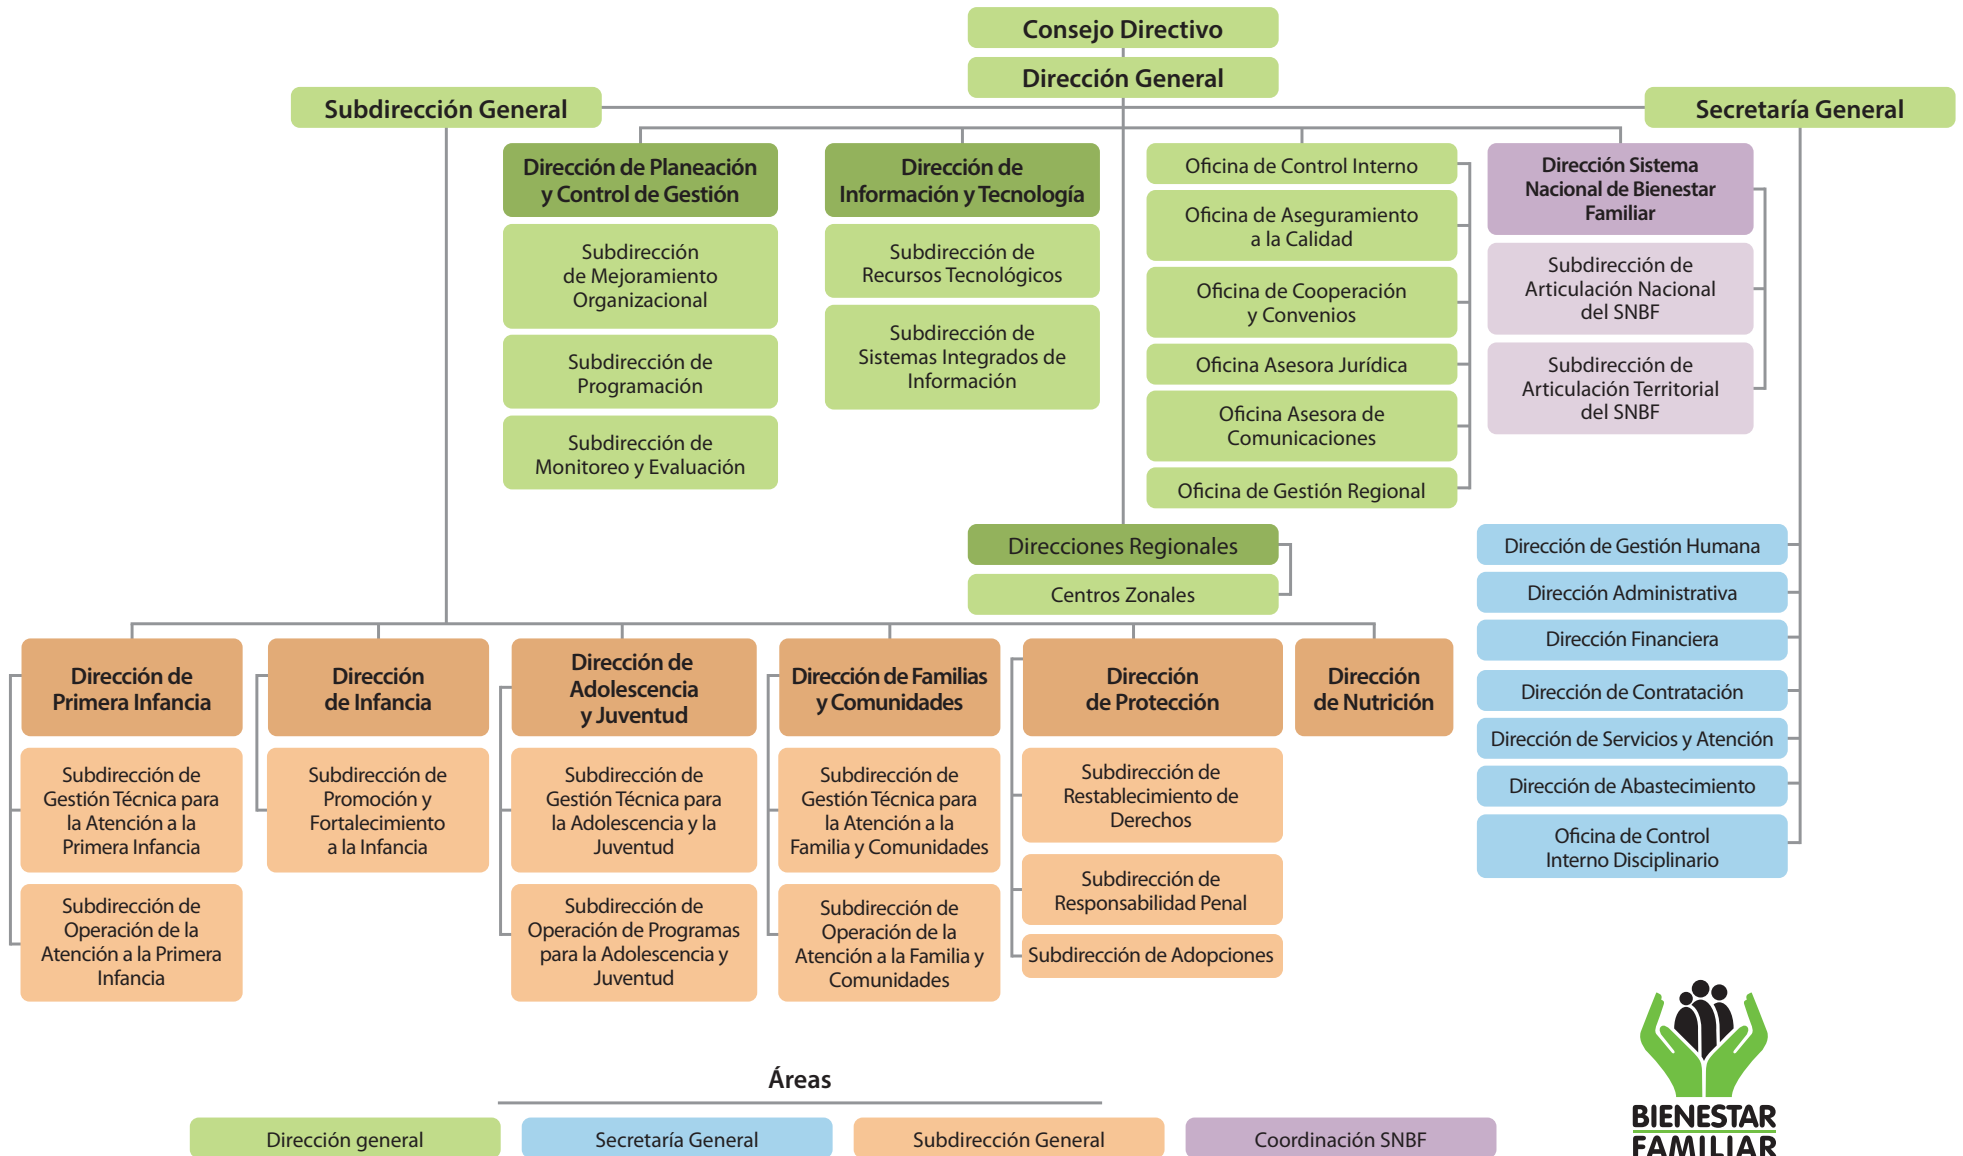 Consejo Directivo
Dirección General
Subdirección General
Secretaría General
Dirección de Planeación
y Control de Gestión
Subdirección
de Mejoramiento
Organizacional
Subdirección de
Programación
Subdirección de
Monitoreo y Evaluación
Dirección de
Información y Tecnología
Subdirección de
Recursos Tecnológicos
Subdirección de
Sistemas Integrados de
Información
Oficina de Control Interno
Oficina de Aseguramiento
a la Calidad
Oficina de Cooperación
y Convenios
Oficina Asesora Jurídica
Oficina Asesora de
Comunicaciones
Oficina de Gestión Regional
Dirección Sistema
Nacional de Bienestar
Familiar
Subdirección de
Articulación Nacional
del SNBF
Subdirección de
Articulación Territorial
del SNBF
Direcciones Regionales
Centros Zonales
Dirección de Gestión Humana
Dirección Administrativa
Dirección Financiera
Dirección de Contratación
Dirección de Servicios y Atención
Dirección de Abastecimiento
Oficina de Control
Interno Disciplinario
Dirección de
Primera Infancia
Subdirección de
Gestión Técnica para
la Atención a la
Primera Infancia
Subdirección de
Operación de la
Atención a la Primera
Infancia
Dirección
de Infancia
Subdirección de
Promoción y
Fortalecimiento
a la Infancia
Dirección de
Adolescencia
y Juventud
Subdirección de
Gestión Técnica para
la Adolescencia y la
Juventud
Subdirección de
Operación de Programas
para la Adolescencia y
Juventud
Dirección de Familias
y Comunidades
Subdirección de
Gestión Técnica para
la Atención a la
Familia y Comunidades
Subdirección de
Operación de la
Atención a la Familia y
Comunidades
Dirección
de Protección
Subdirección de
Restablecimiento de
Derechos
Subdirección de
Responsabilidad Penal
Subdirección de Adopciones
Dirección
de Nutrición
Áreas
Dirección general
Secretaría General
Subdirección General
Coordinación SNBF
BIENESTAR
FAMILIAR